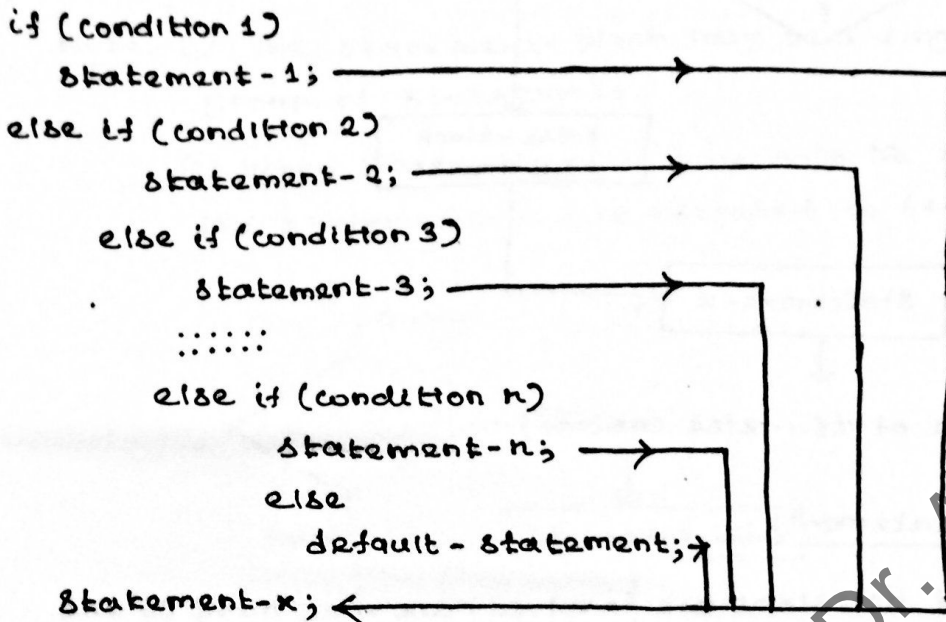 if (condition 1)
statement-1;
else if (condition 2)
statement-2;
else if (condition 3)
statement-3;
::::::
else if (condition n)
statement-n;
else
default - statement;
statement-x;
Dr.